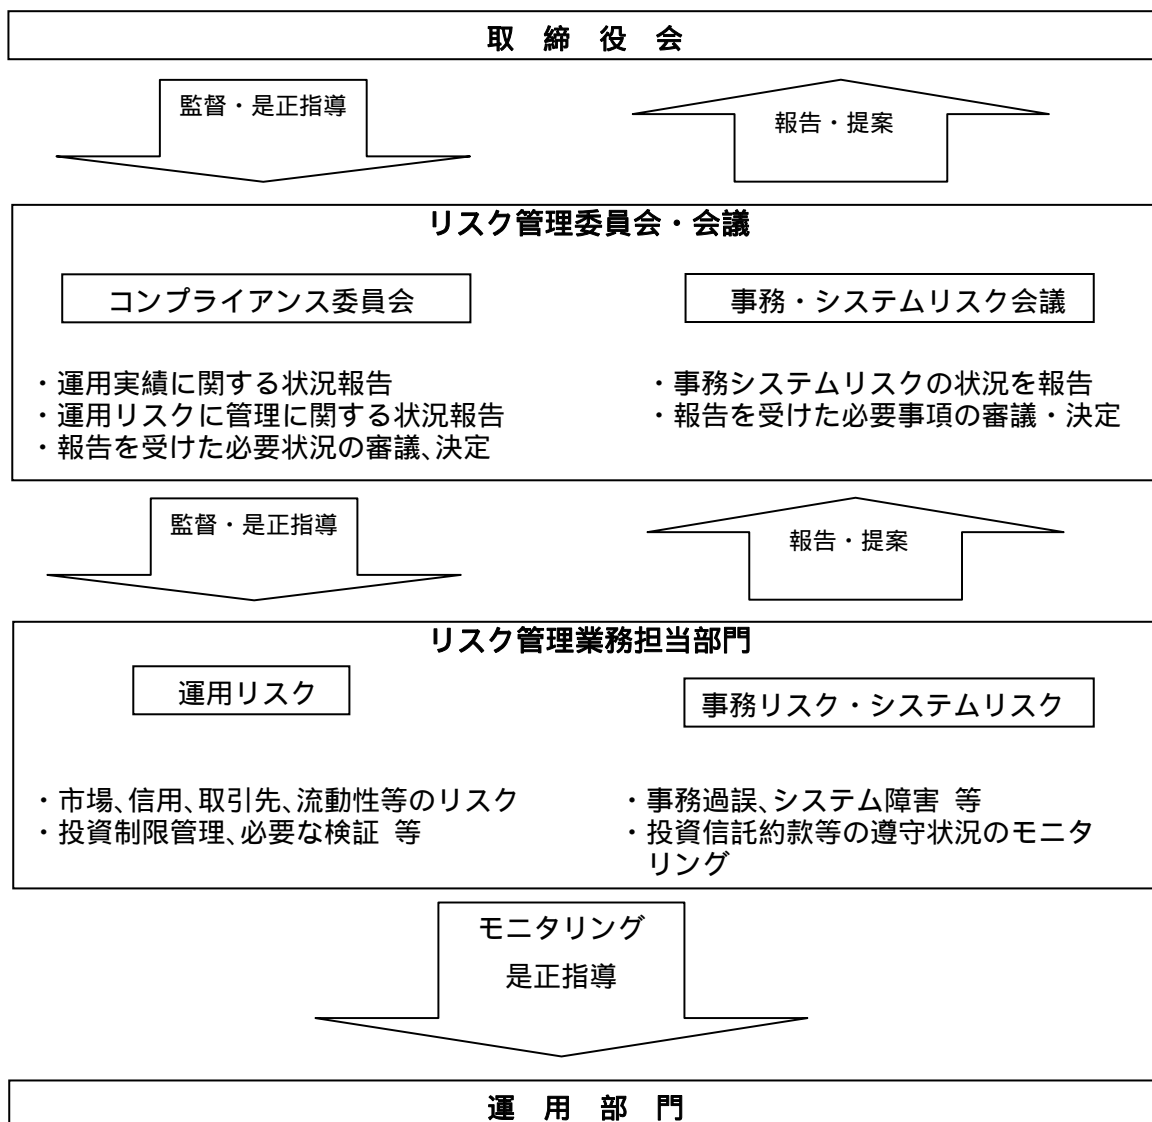 取 締 役 会
監督・是正指導
報告・提案
リスク管理委員会・会議
コンプライアンス委員会
・運用実績に関する状況報告
・運用リスクに管理に関する状況報告
・報告を受けた必要状況の審議、決定
事務・システムリスク会議
・事務システムリスクの状況を報告
・報告を受けた必要事項の審議・決定
監督・是正指導
報告・提案
リスク管理業務担当部門
運用リスク
・市場、信用、取引先、流動性等のリスク
・投資制限管理、必要な検証 等
事務リスク・システムリスク
・事務過誤、システム障害 等
・投資信託約款等の遵守状況のモニタ
リング
モニタリング
是正指導
運 用 部 門